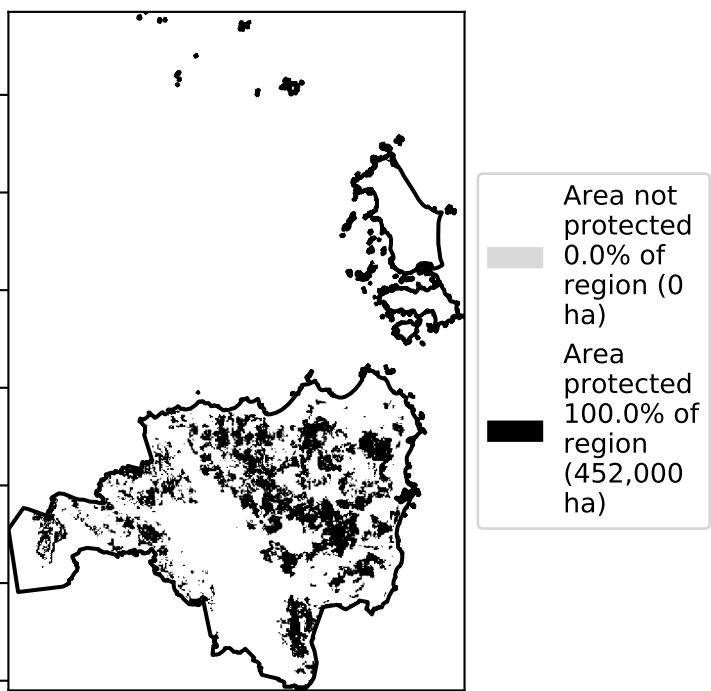 Area not
protected
0.0% of
region (0
ha)
Area
protected
100.0% of
region
(452,000
ha)